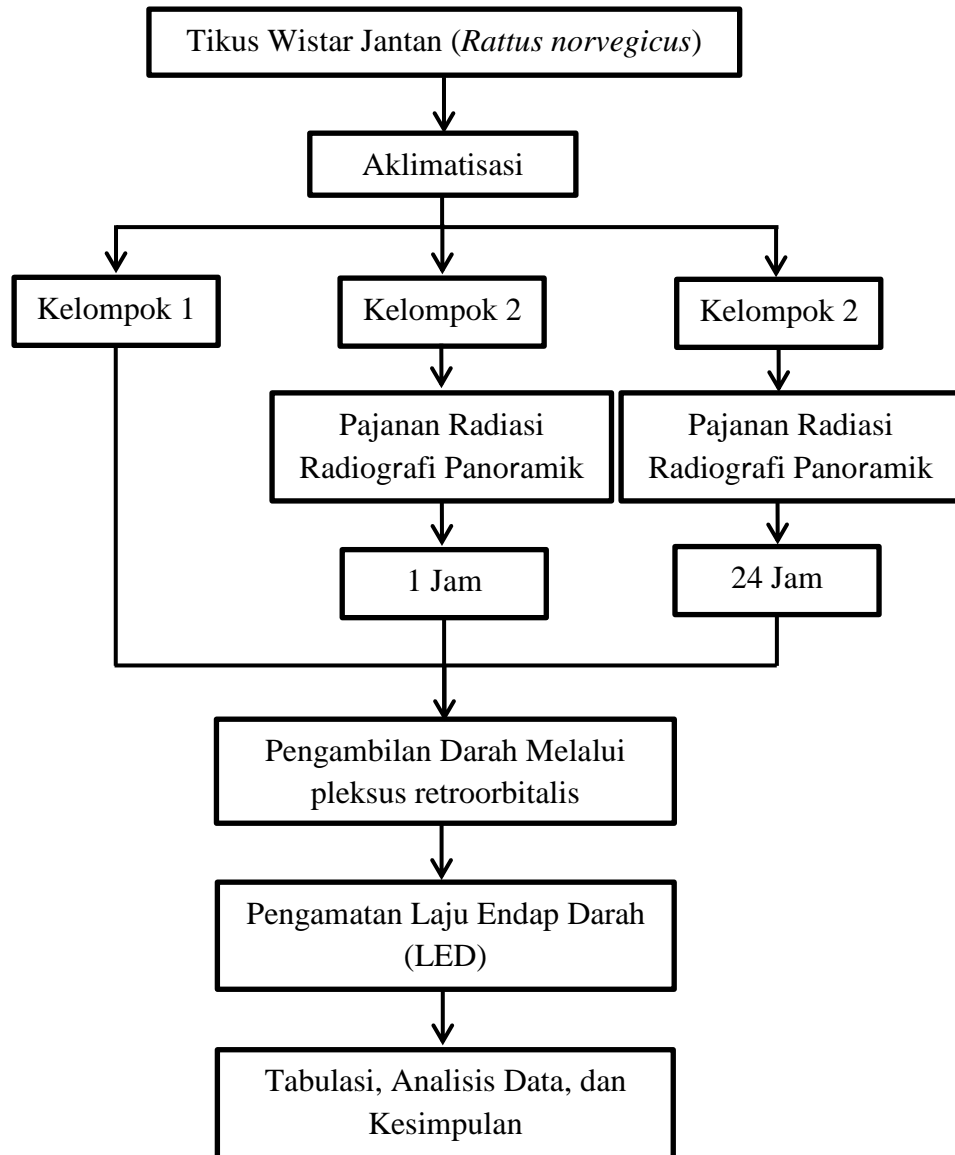 Tikus Wistar Jantan (Rattus norvegicus)
Aklimatisasi
Kelompok 1
Kelompok 2
Kelompok 2
Pajanan Radiasi
Radiografi Panoramik
Pajanan Radiasi
Radiografi Panoramik
1 Jam
24 Jam
Pengambilan Darah Melalui
pleksus retroorbitalis
Pengamatan Laju Endap Darah
(LED)
Tabulasi, Analisis Data, dan
Kesimpulan